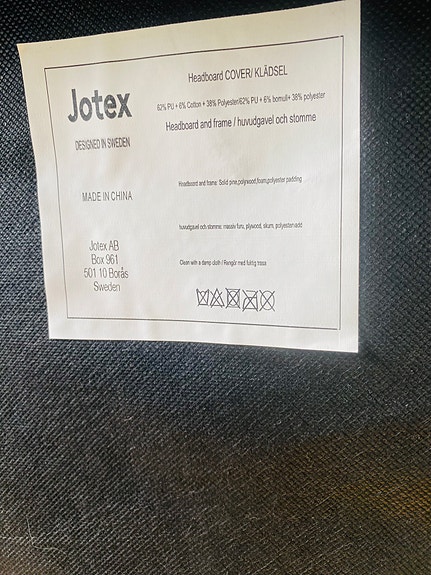 Jotex
DESIGNED IN SWEDEN
MADE IN CHINA
Jotex AB
Box 961
501 10 Borås
Sweden
Headboard COVER/ KLÄDSEL
62% PU + 6% Cotton + 38% Polyester/62% PU + 6% bomull+ 38% polyester
Headboard and frame / huvudgavel och stomme
Headboard and frame: Solid pine,polywood,foam,polyester padding
huvudgavel och stomme: massiv furu, plywood, skum, polyestervadd
Clean with a damp cloth / Rengör med fuktig trasa